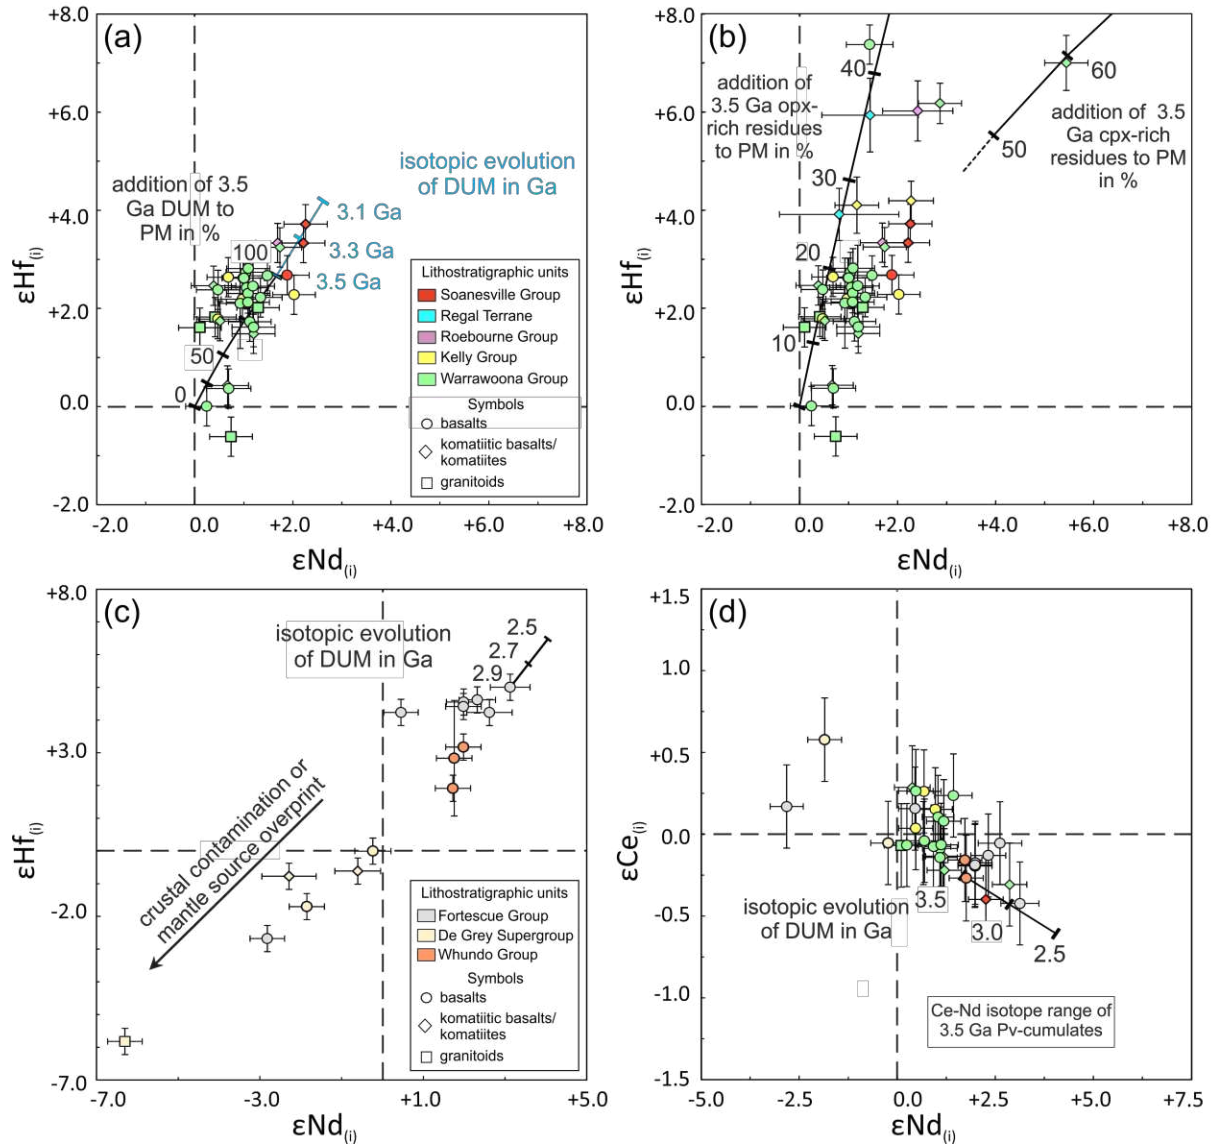 (a)
+8.0
+6.0
+4.0
+2.0
0.0
-2.0
εHf(i)
addition of 3.5
Ga DUM to
PM in %
isotopic evolution
of DUM in Ga
3.1 Ga
3.3 Ga
3.5 Ga
100
50
0
Lithostratigraphic units
Soanesville Group
Regal Terrane
Roebourne Group
Kelly Group
Warrawoona Group
Symbols
basalts
komatiitic basalts/
komatiites
granitoids
-2.0
0.0
+2.0
+6.0
+8.0
εNd(i)
(b)
+8.0
+6.0
+4.0
+2.0
0.0
-2.0
εHf(i)
addition of
3.5 Ga opx-
rich residues
to PM in %
40
30
20
10
60
50
addition of 3.5
Ga cpx-rich
residues to PM
in %
-2.0
0.0
+2.0
+4.0
+6.0
+8.0
εNd(i)
(c)
+8.0
+3.0
-2.0
-7.0
εHf(i)
isotopic evolution
of DUM in Ga
2.5
2.7
2.9
crustal contamination or
mantle source overprint
Lithostratigraphic units
Fortescue Group
De Grey Supergroup
Whundo Group
Symbols
basalts
komatiitic basalts/
komatiites
granitoids
-7.0
-3.0
+1.0
+5.0
εNd(i)
(d)
+1.5
1.0
+0.5
0.0
-0.5
-1.0
-1.5
εCe(i)
isotopic evolution
of DUM in Ga
3.5
3.0
2.5
Ce-Nd isotope range of
3.5 Ga Pv-cumulates
-5.0
-2.5
0.0
+2.5
+5.0
+7.5
εNd(i)